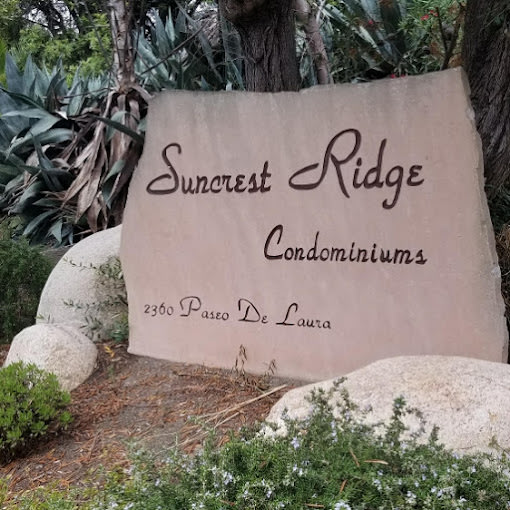 Suncrest Ridge
Condominiums
2360 Paseo De Laura